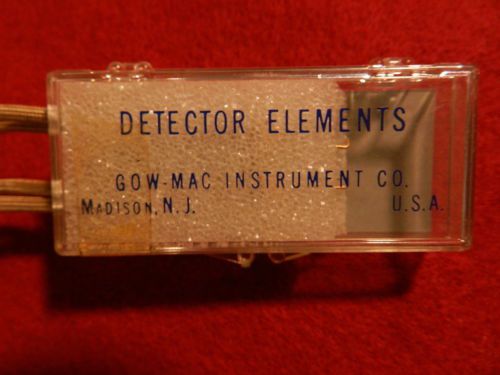 DETECTOR ELEMENTS
GOW-MAC INSTRUMENT CO.
MADISON, N.J. U.S.A.